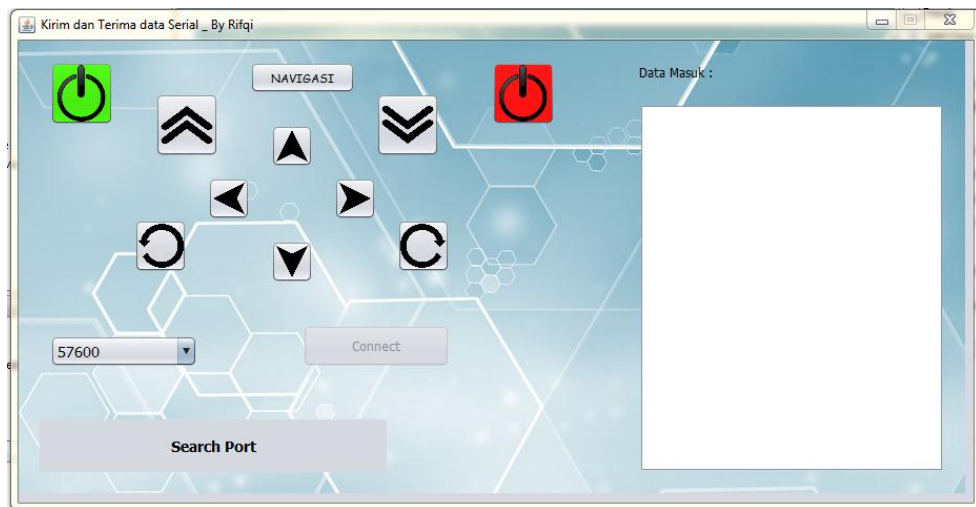 Kirim dan Terima data Serial _ By Rifqi
NAVIGASI
Data Masuk :
57600
Connect
Search Port